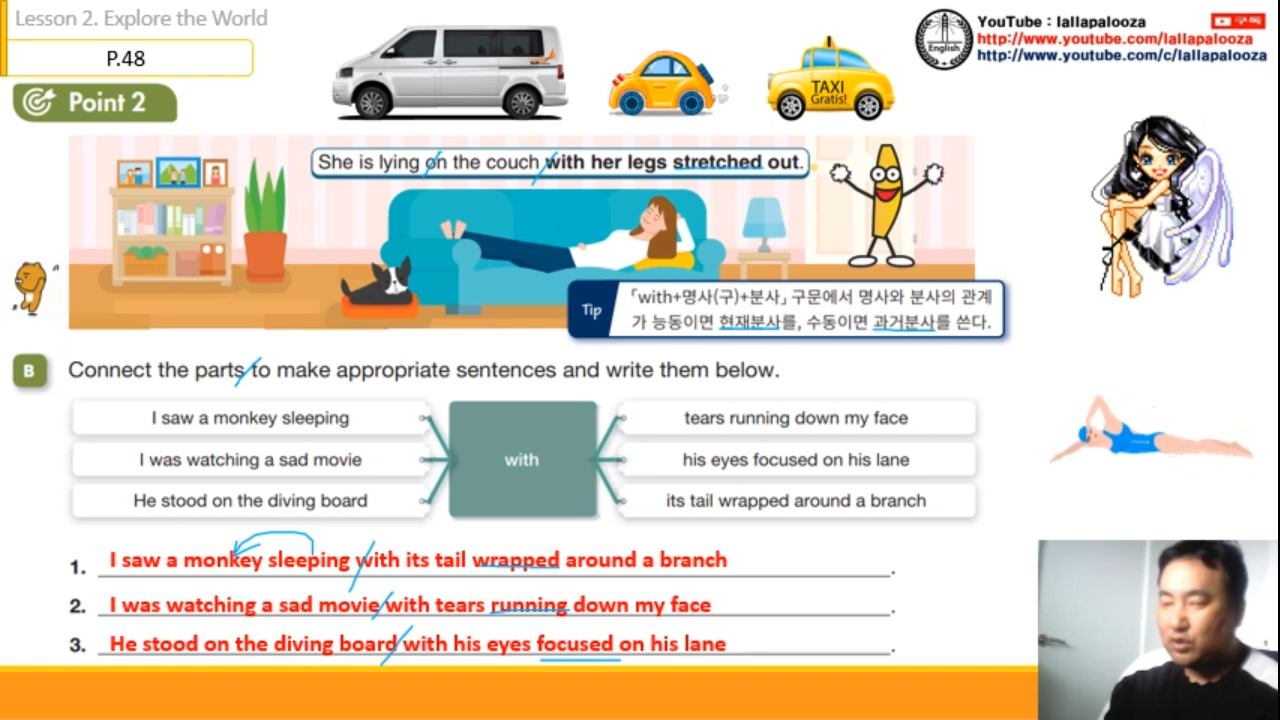 Lesson 2. Explore the World
P.48
YouTube : lallapalooza
구독
http://www.youtube.com/lallapalooza
http://www.youtube.com/c/lallapalooza
English
Point 2
TAXI
Gratis!
She is lying on the couch with her legs stretched out.
Tip
「with+명사(구)+분사」 구문에서 명사와 분사의 관계
가 능동이면 현재분사를, 수동이면 과거분사를 쓴다.
B
Connect the parts to make appropriate sentences and write them below.
I saw a monkey sleeping
I was watching a sad movie
He stood on the diving board
with
tears running down my face
his eyes focused on his lane
its tail wrapped around a branch
1. I saw a monkey sleeping with its tail wrapped around a branch.
2. I was watching a sad movie with tears running down my face.
3. He stood on the diving board with his eyes focused on his lane.